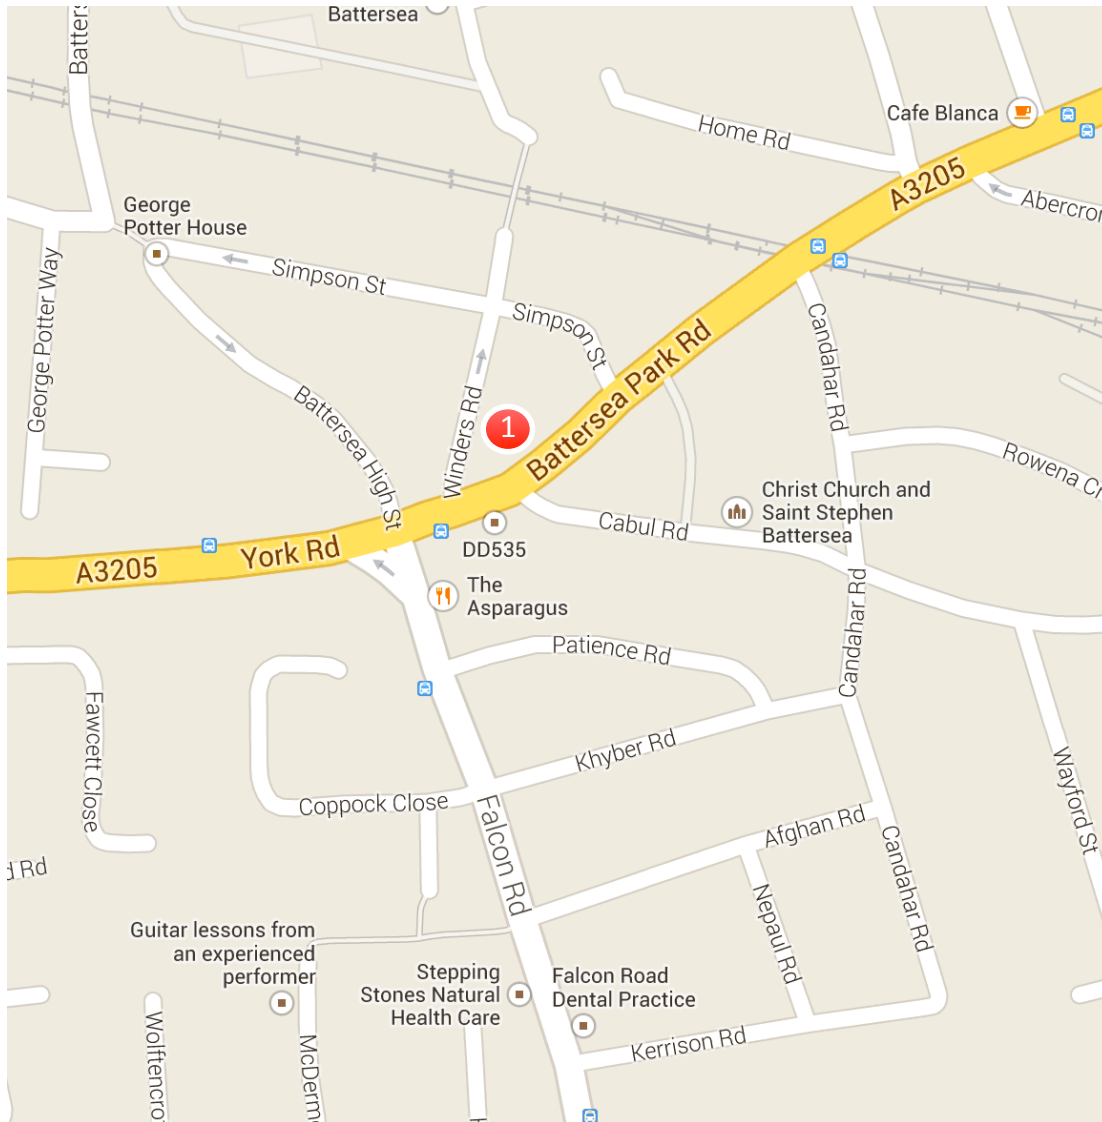 Battersea
Batters
Cafe Blanca
Home Rd
A3205
Abercror
George
Potter House
Simpson St
George Potter Way
Simpson St
Candahar Rd
Battersea Park Rd
Battersea High St
Winders Rd
1
Rowena Cr
Christ Church and
Saint Stephen
Battersea
Cabul Rd
DD535
York Rd
A3205
The
Asparagus
Candahar Rd
Patience Rd
Fawcett Close
Khyber Rd
Coppock Close
Wayford St
Falcon Rd
Afghan Rd
Candahar Rd
d Rd
Nepaul Rd
Guitar lessons from
an experienced
performer
Stepping
Stones Natural
Health Care
Falcon Road
Dental Practice
Wolftencro
McDerm
Kerrison Rd